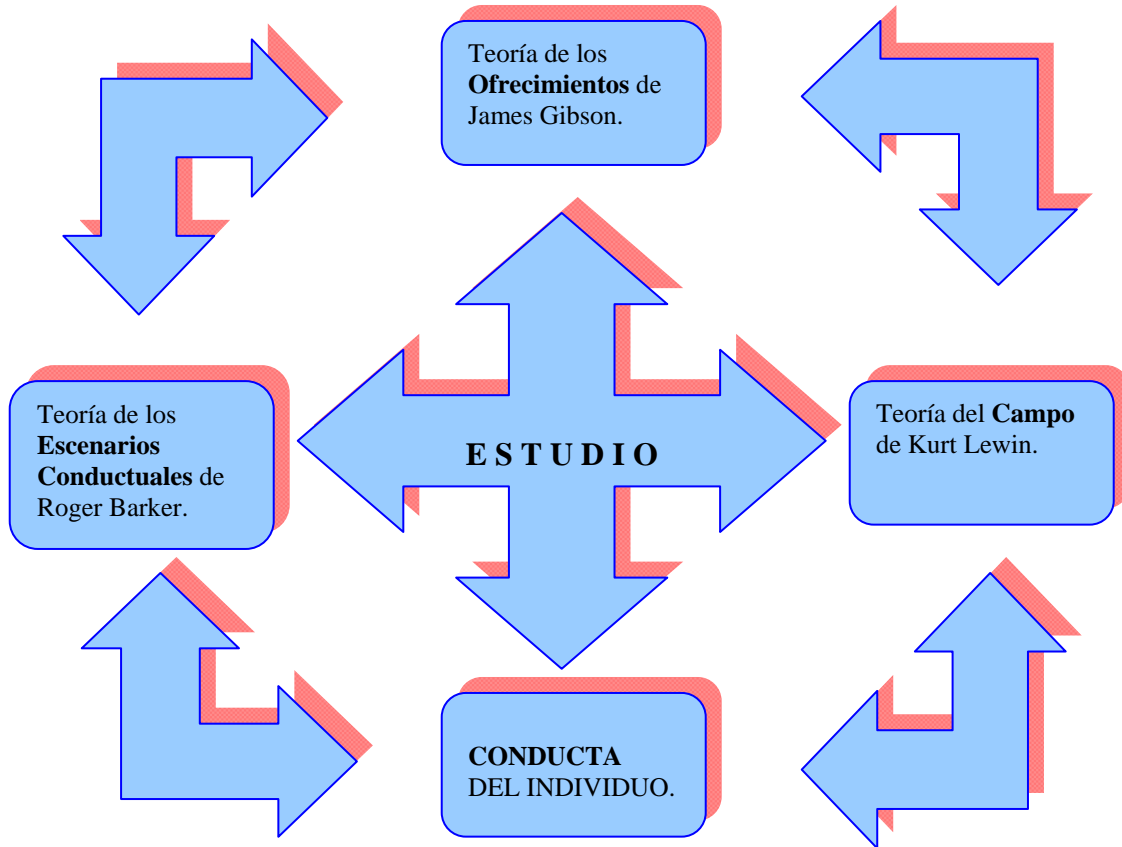 Teoría de los
Ofrecimientos de
James Gibson.
Teoría de los
Escenarios
Conductuales de
Roger Barker.
E S T U D I O
Teoría del Campo
de Kurt Lewin.
CONDUCTA
DEL INDIVIDUO.